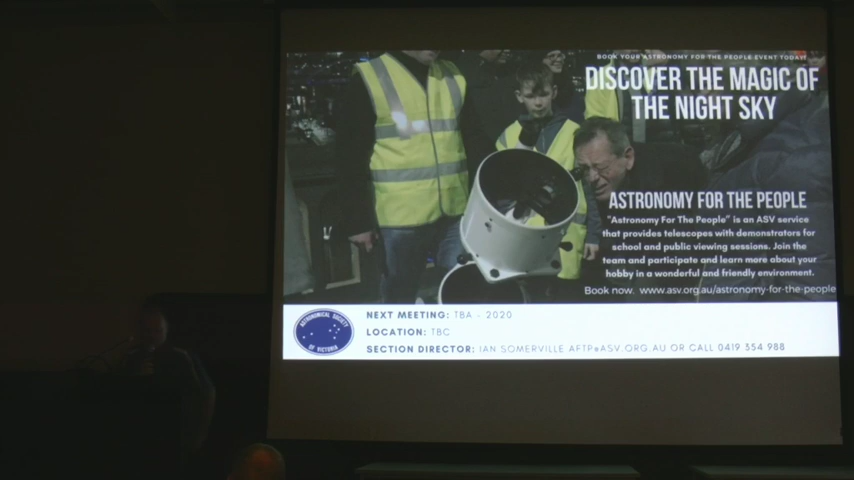 BOOK YOUR ASTRONOMY FOR THE PEOPLE EVENT TODAY!
DISCOVER THE MAGIC OF
THE NIGHT SKY
ASTRONOMY FOR THE PEOPLE
"Astronomy For The People" is an ASV service
that provides telescopes with demonstrators for
school and public viewing sessions. Join the
team and participate and learn more about your
hobby in a wonderful and friendly environment.
Book now. www.asv.org.au/astronomy-for-the-people
ASTRONOMICAL SOCIETY
OF VICTORIA
NEXT MEETING: TBA - 2020
LOCATION: TBC
SECTION DIRECTOR: IAN SOMERVILLE AFTP@ASV.ORG.AU OR CALL 0419 354 988